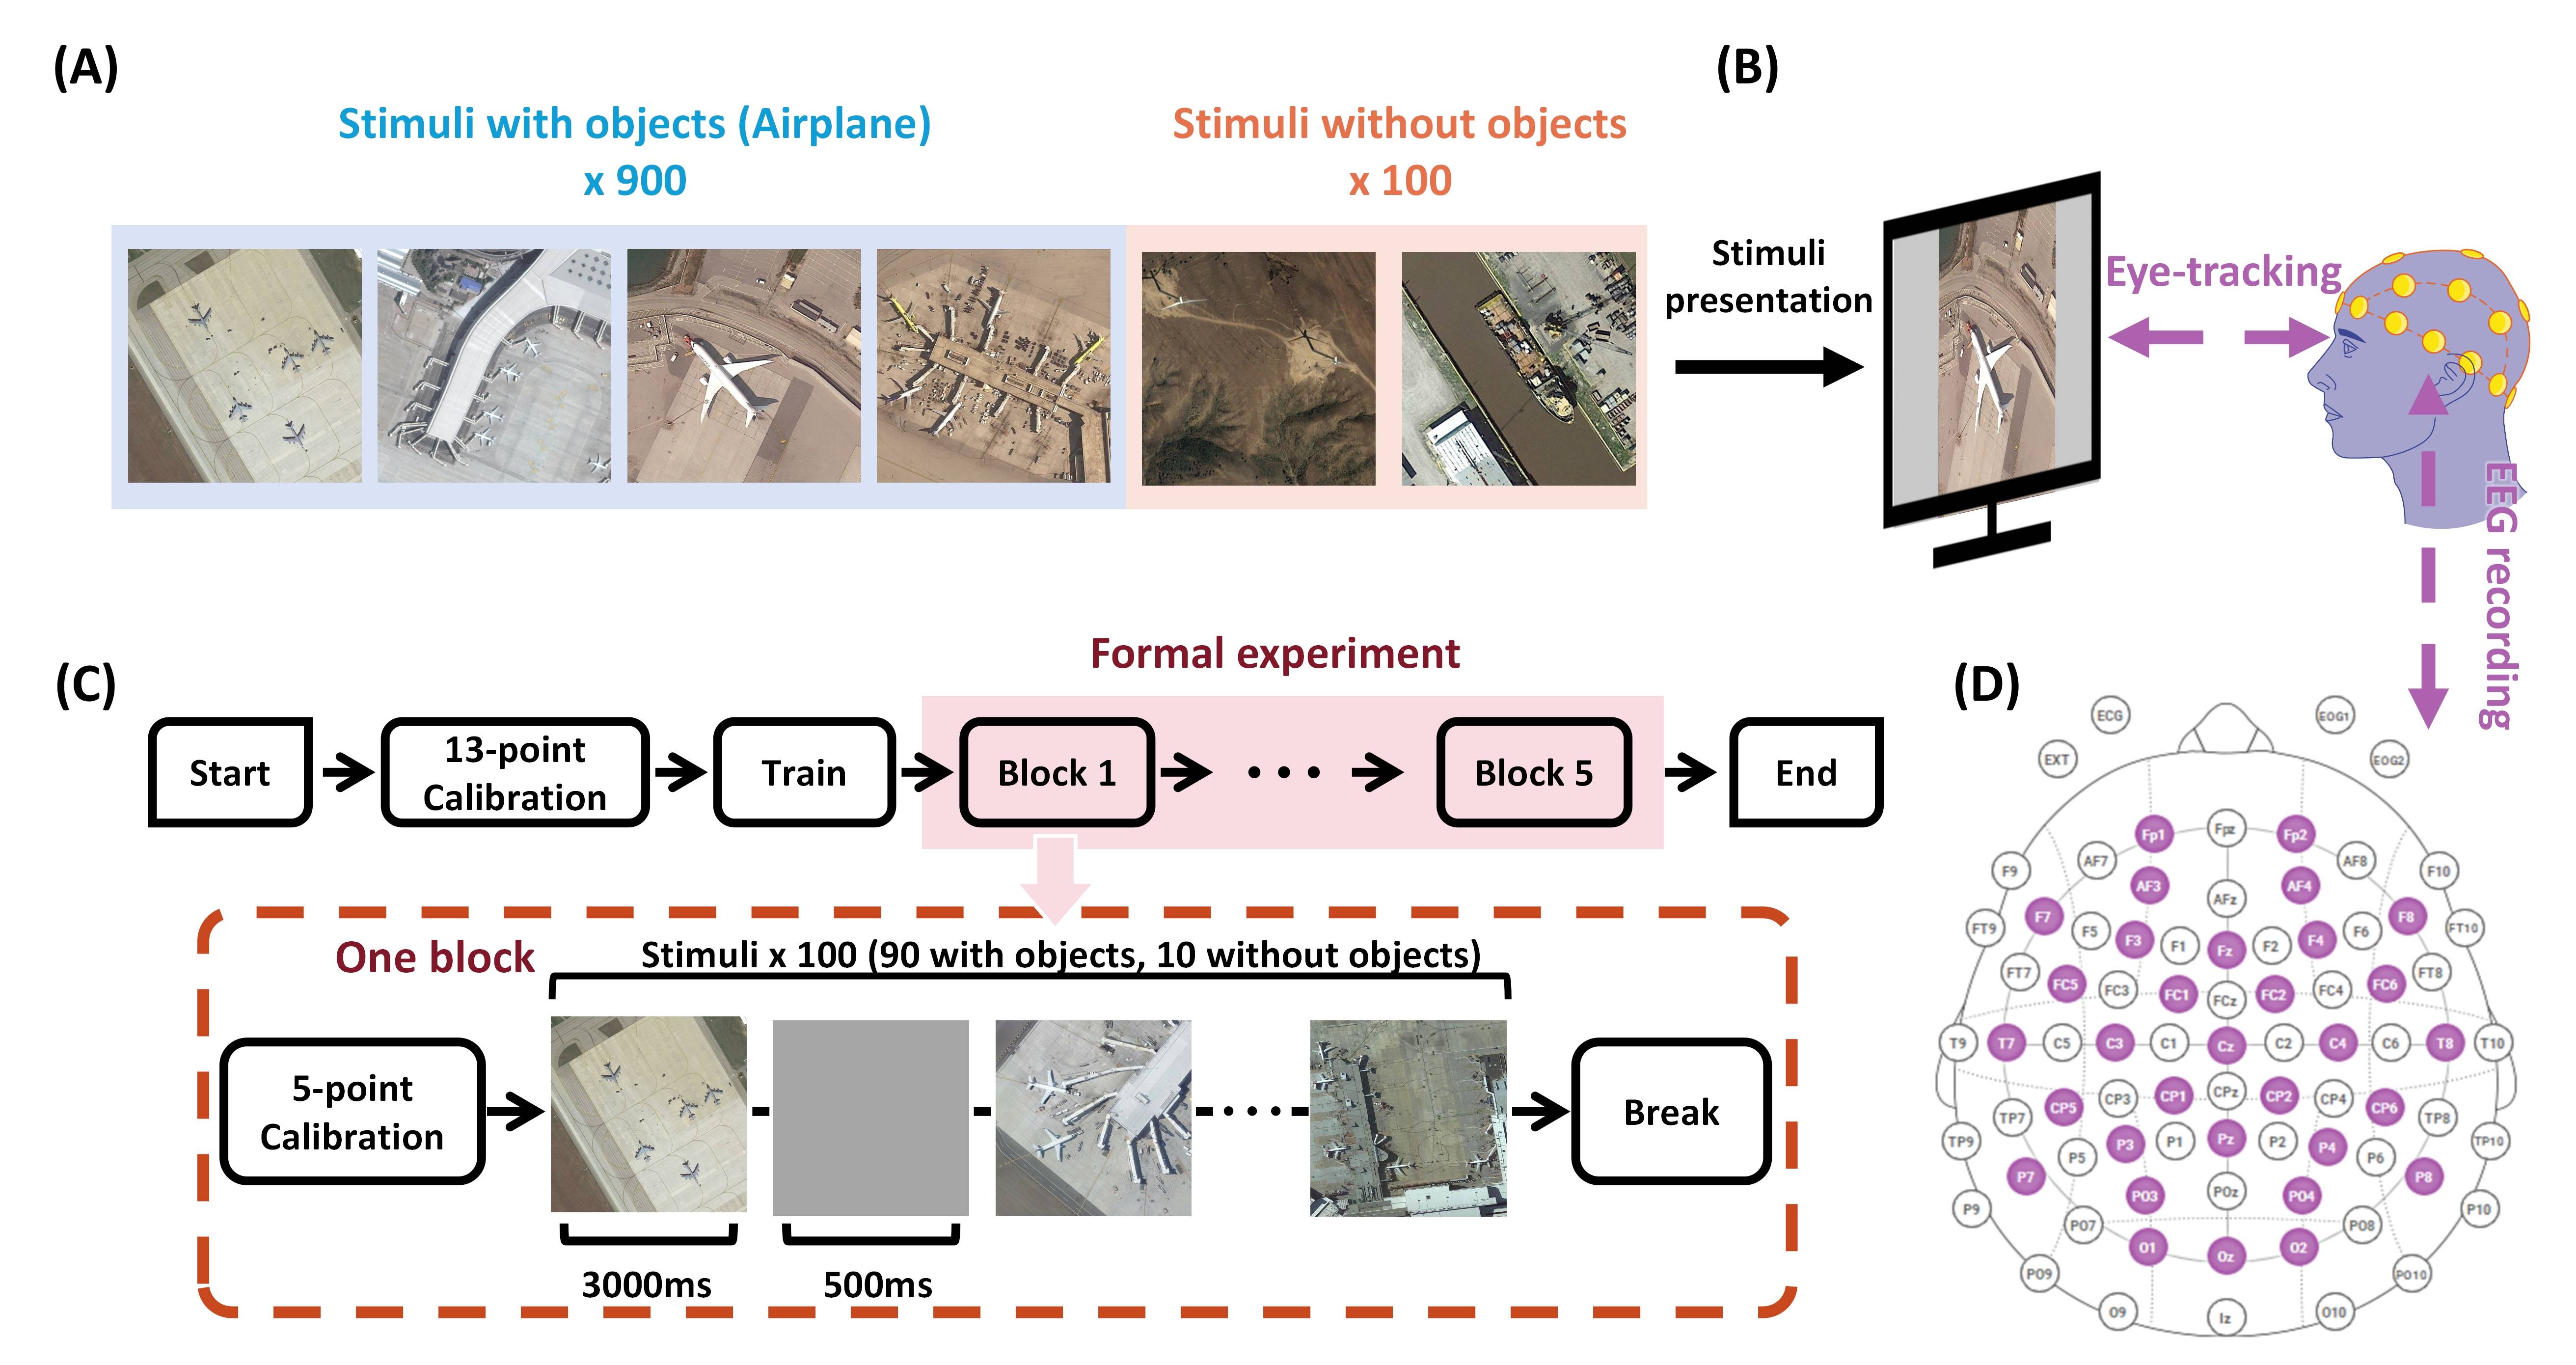 (A)
Stimuli with objects (Airplane)
x 900
Stimuli without objects
x 100
(B)
Stimuli
presentation
Eye-tracking
EEG recording
(C)
Formal experiment
Start
13-point
Calibration
Train
Block 1
• • •
Block 5
End
One block
Stimuli x 100 (90 with objects, 10 without objects)
5-point
Calibration
Break
3000ms
500ms
(D)
ECG
EOG1
EXT
EOG2
Fp1 Fpz Fp2
AF7 AF8
F9 F10
AF3 AFz AF4
F7 F8
FT9 F5 F3 F1 Fz F2 F4 F6 FT10
FT7 FC5 FC3 FC1 FCz FC2 FC4 FC6 FT8
T9 T7 C5 C3 C1 Cz C2 C4 C6 T8 T10
CP5 CP3 CP1 CPz CP2 CP4 CP6
TP7 TP8
TP9 P5 P3 P1 Pz P2 P4 P6 TP10
P7 P8
PO3 POz PO4
P9 P10
PO7 PO8
O1 Oz O2
PO9 PO10
O9 Iz O10